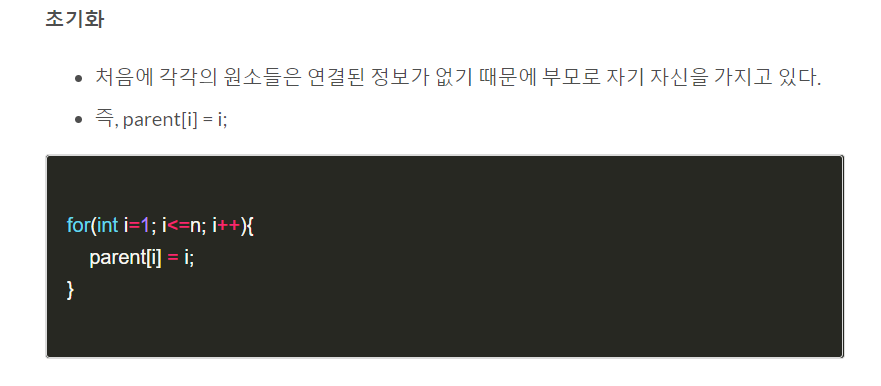 초기화
처음에 각각의 원소들은 연결된 정보가 없기 때문에 부모로 자기 자신을 가지고 있다.
즉, parent[i] = i;
for(int i=1; i<=n; i++){
parent[i] = i;
}